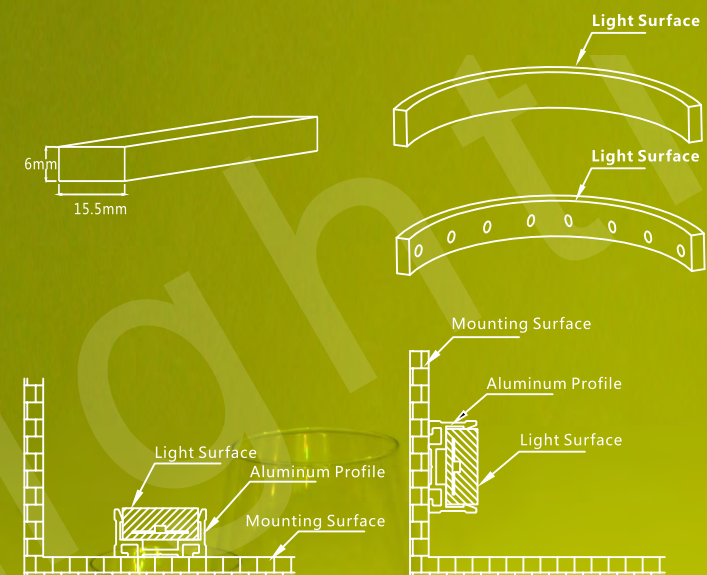 Light Surface
6mm
15.5mm
Light Surface
Mounting Surface
Aluminum Profile
Light Surface
Light Surface
Aluminum Profile
Mounting Surface